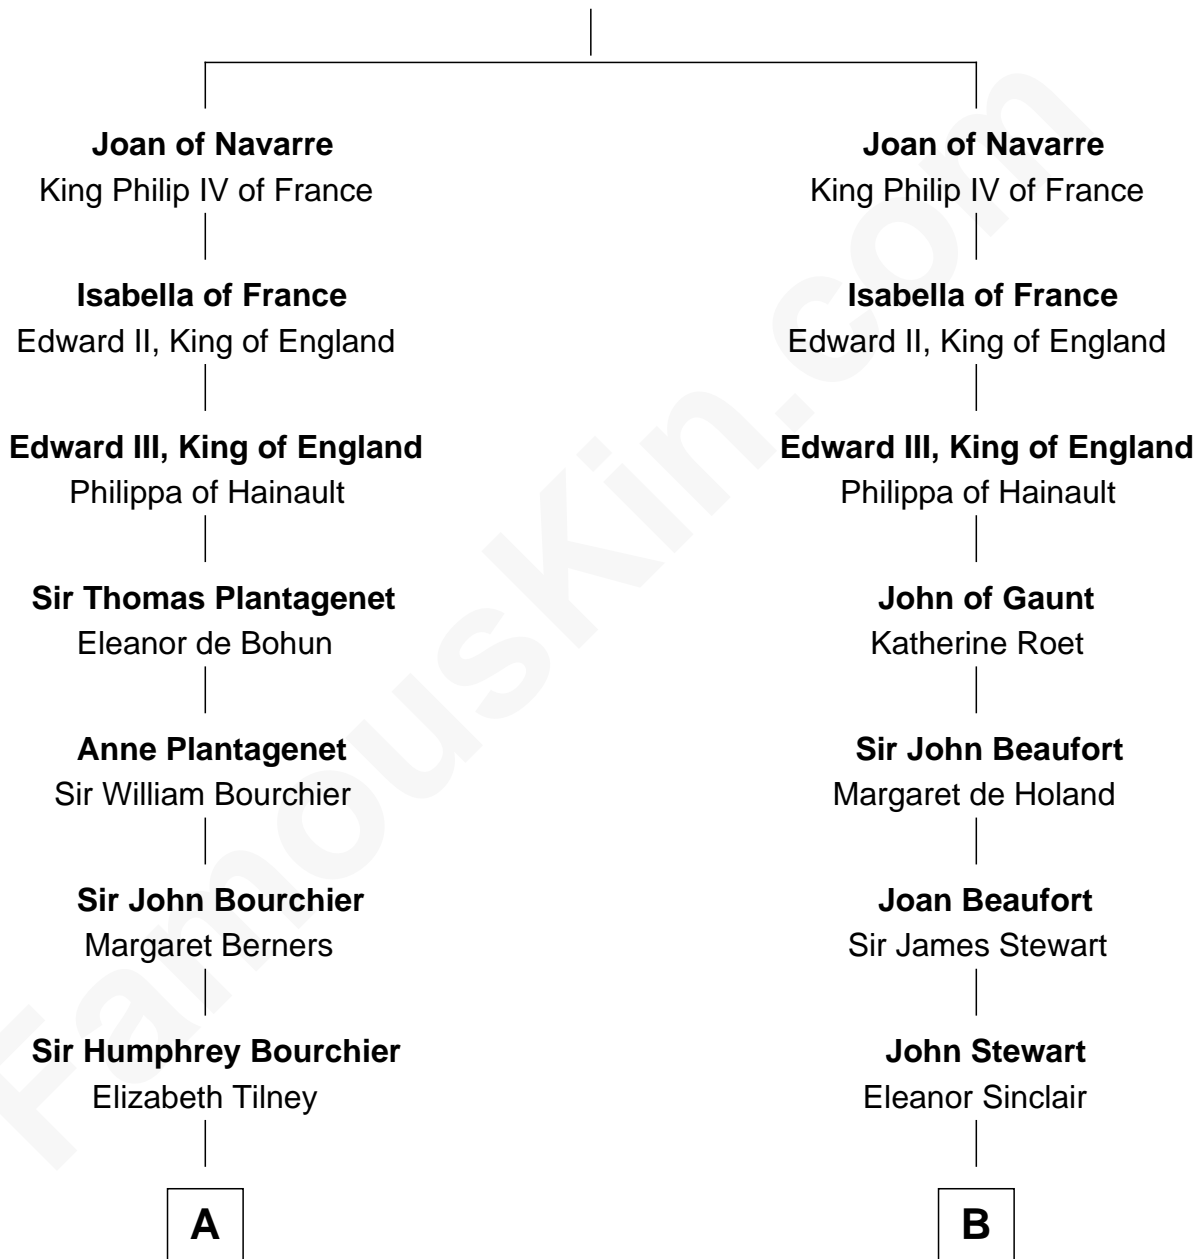 Joan of Navarre
King Philip IV of France
Isabella of France
Edward II, King of England
Edward III, King of England
Philippa of Hainault
Sir Thomas Plantagenet
Eleanor de Bohun
Anne Plantagenet
Sir William Bourchier
Sir John Bourchier
Margaret Berners
Sir Humphrey Bourchier
Elizabeth Tilney
A
Joan of Navarre
King Philip IV of France
Isabella of France
Edward II, King of England
Edward III, King of England
Philippa of Hainault
John of Gaunt
Katherine Roet
Sir John Beaufort
Margaret de Holand
Joan Beaufort
Sir James Stewart
John Stewart
Eleanor Sinclair
B
FamousKin.com